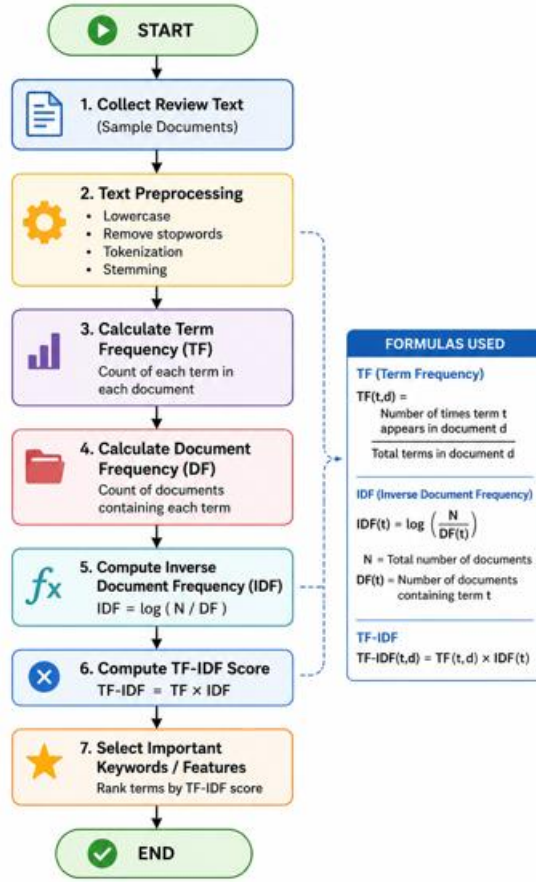 START
1. Collect Review Text
(Sample Documents)
2. Text Preprocessing
• Lowercase
• Remove stopwords
• Tokenization
• Stemming
3. Calculate Term
Frequency (TF)
Count of each term in
each document
4. Calculate Document
Frequency (DF)
Count of documents
containing each term
fx
5. Compute Inverse
Document Frequency (IDF)
IDF = log ( N / DF )
6. Compute TF-IDF Score
TF-IDF = TF × IDF
7. Select Important
Keywords / Features
Rank terms by TF-IDF score
END
FORMULAS USED
TF (Term Frequency)
TF(t,d) =
Number of times term t
appears in document d
Total terms in document d
IDF (Inverse Document Frequency)
IDF(t) = log ( N / DF(t) )
N = Total number of documents
DF(t) = Number of documents
containing term t
TF-IDF
TF-IDF(t,d) = TF(t,d) × IDF(t)